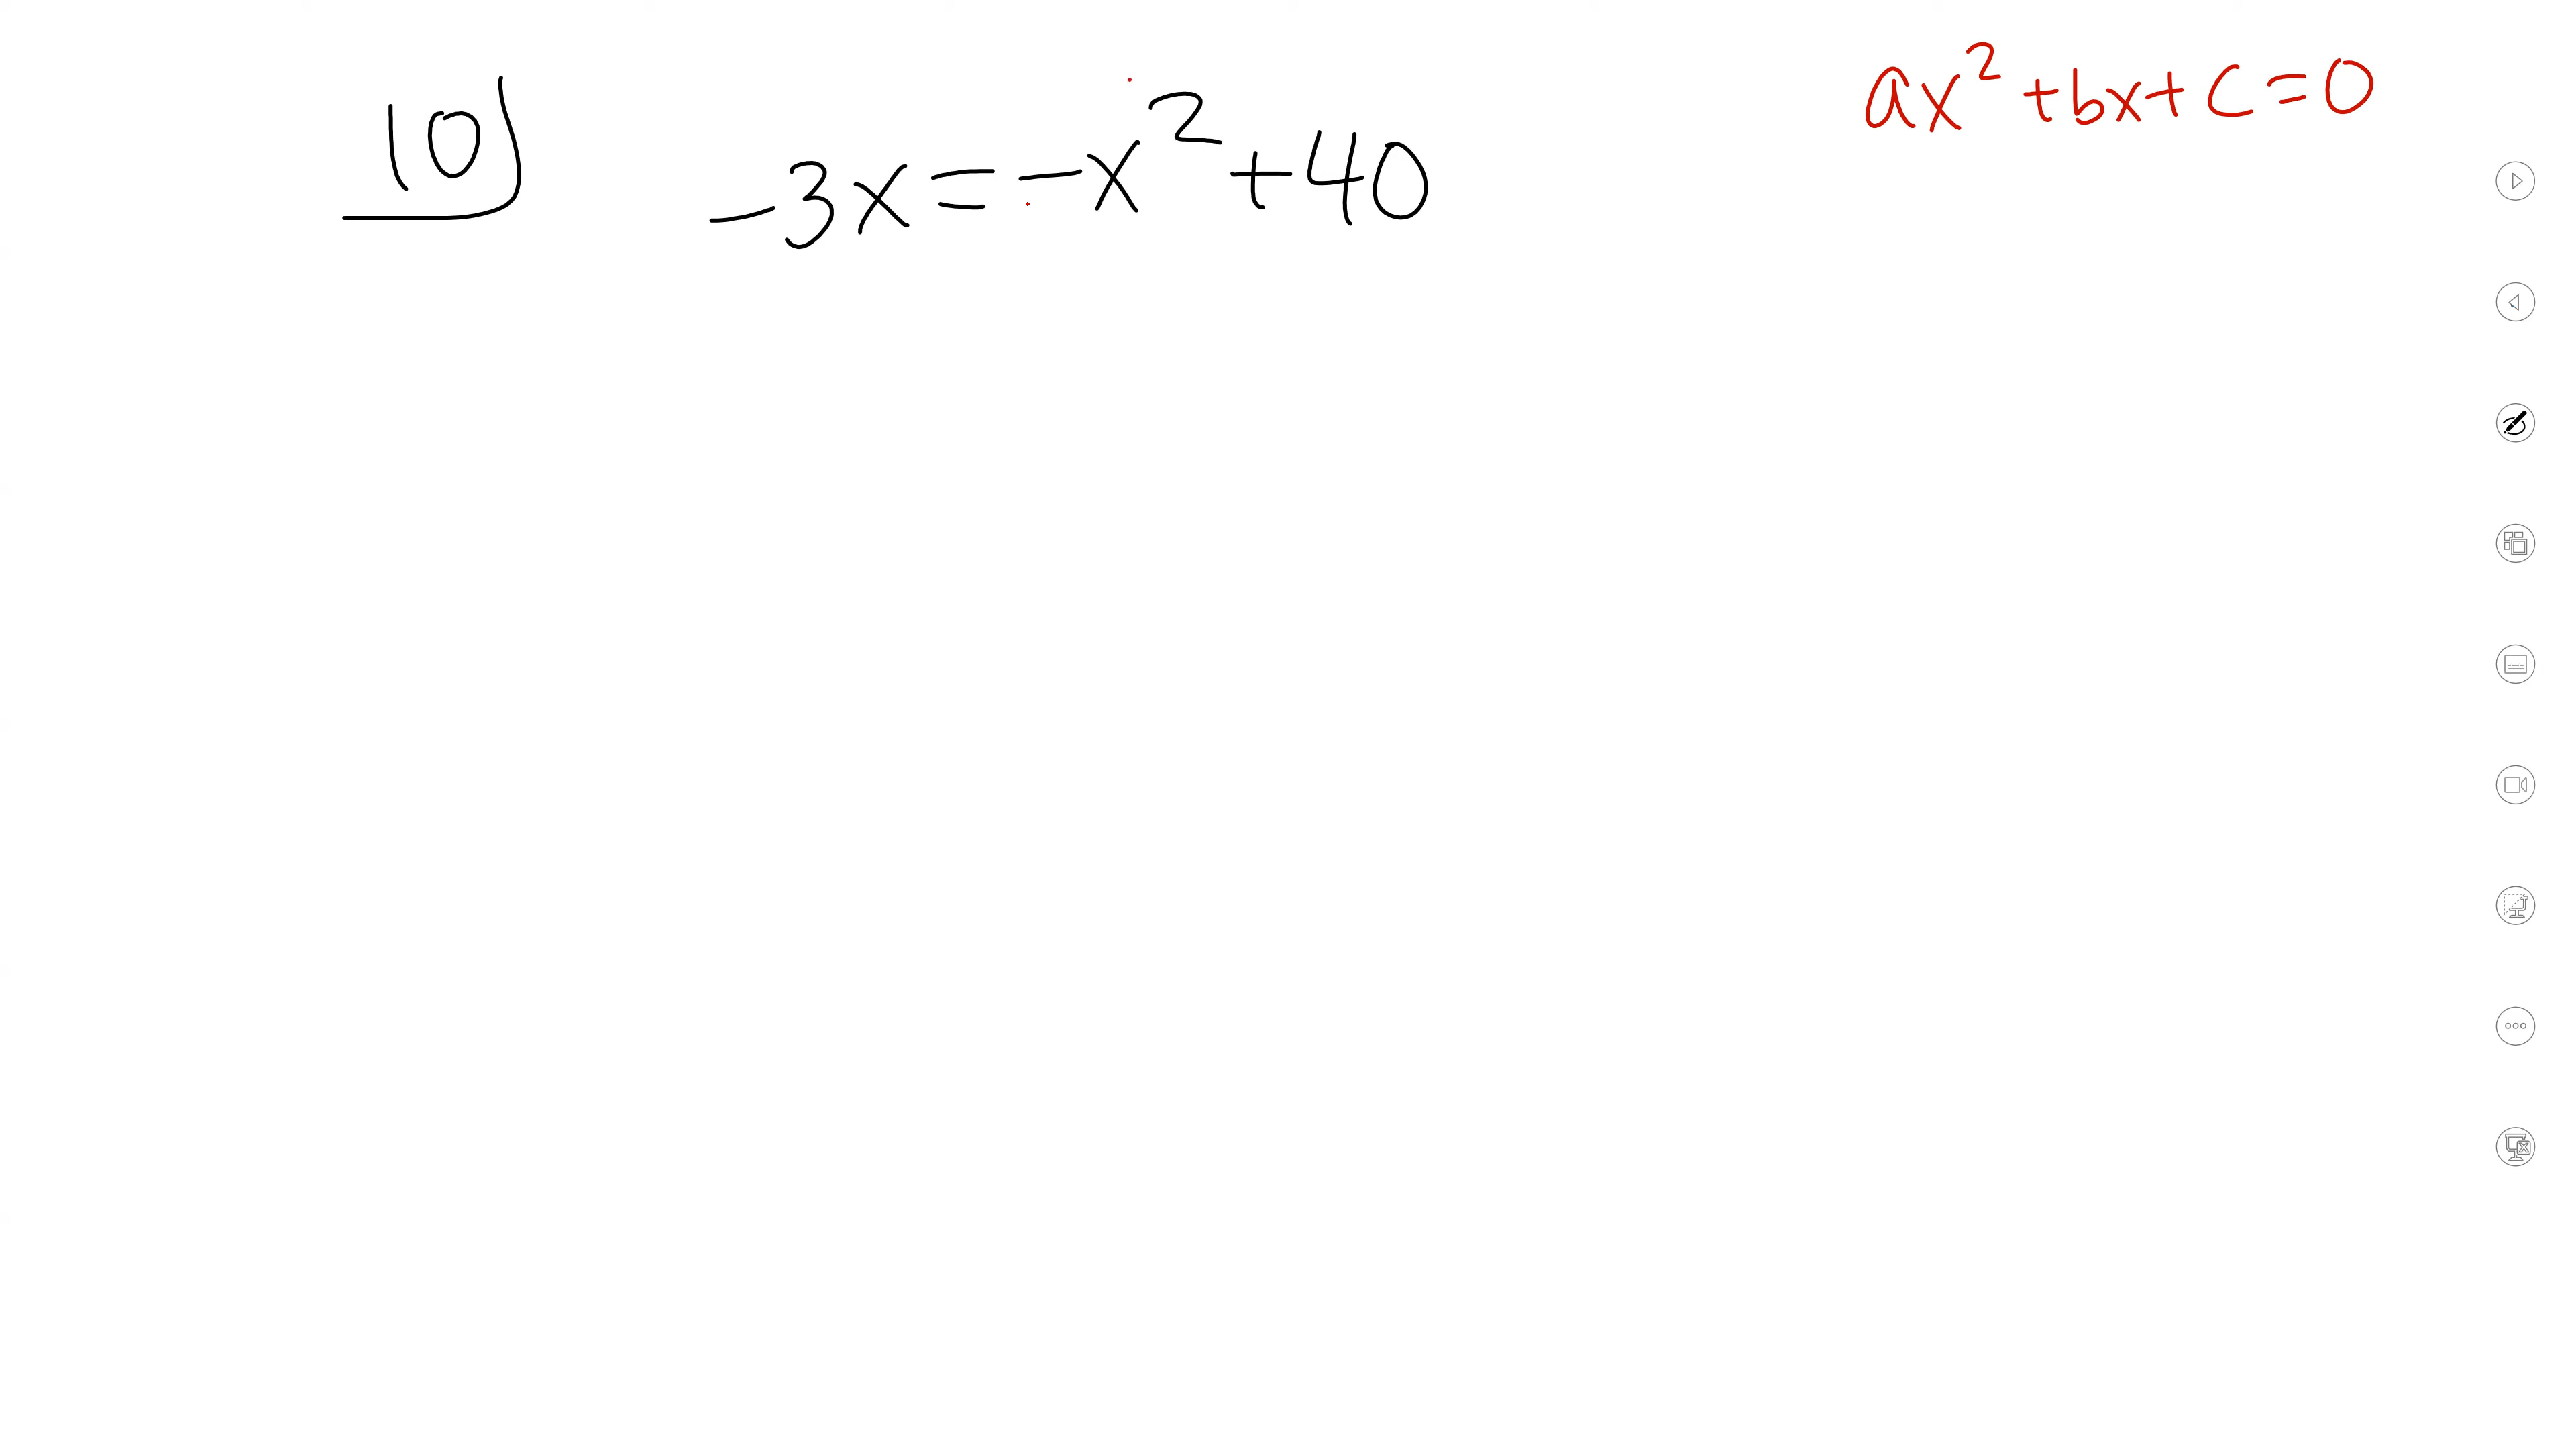 10) -3x = -x² + 40
ax² + bx + c = 0